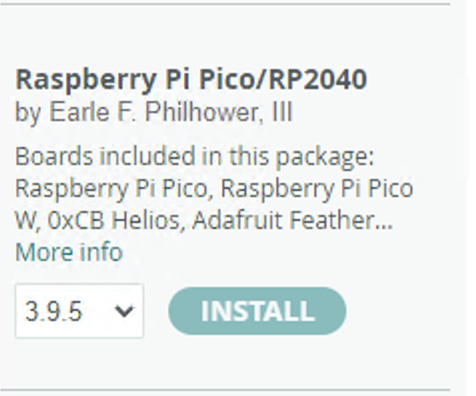 Raspberry Pi Pico/RP2040
by Earle F. Philhower, III
Boards included in this package:
Raspberry Pi Pico, Raspberry Pi Pico
W, 0xCB Helios, Adafruit Feather...
More info
3.9.5 INSTALL